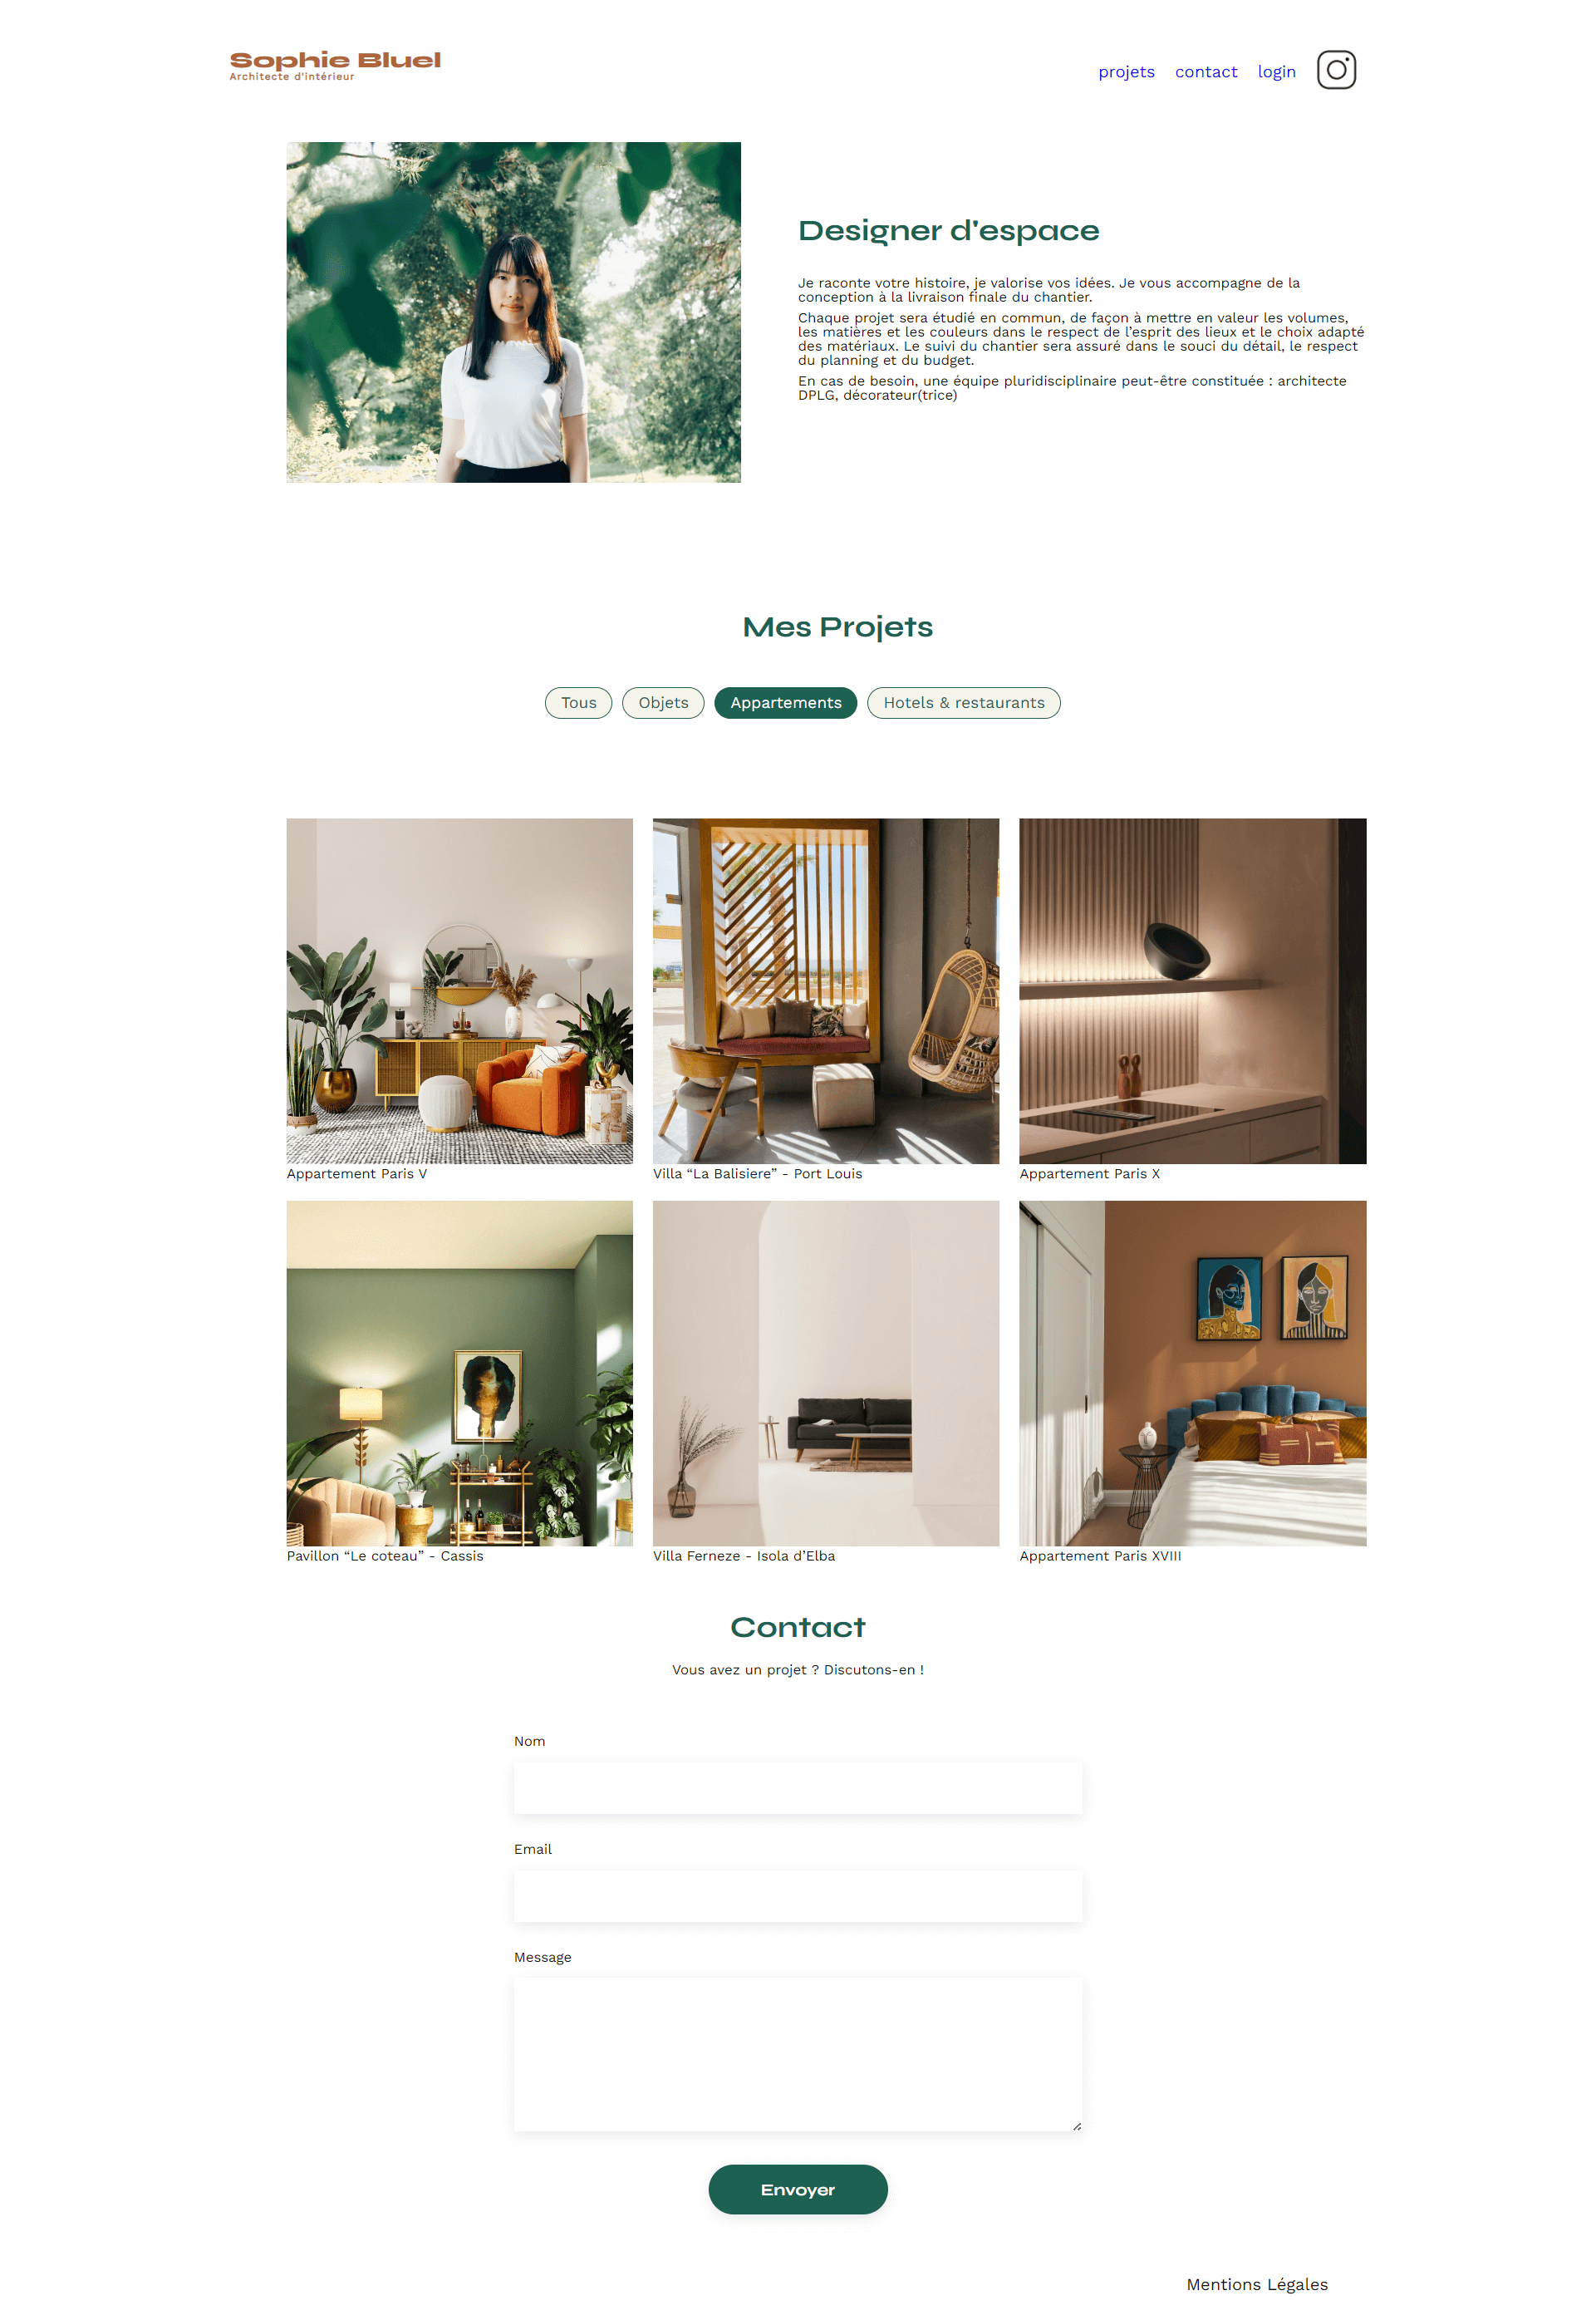 Sophie Bluel
Architecte d'intérieur
projets
contact
login
Designer d'espace
Je raconte votre histoire, je valorise vos idées. Je vous accompagne de la
conception à la livraison finale du chantier.
Chaque projet sera étudié en commun, de façon à mettre en valeur les volumes,
les matières et les couleurs dans le respect de l’esprit des lieux et le choix adapté
des matériaux. Le suivi du chantier sera assuré dans le souci du détail, le respect
du planning et du budget.
En cas de besoin, une équipe pluridisciplinaire peut-être constituée : architecte
DPLG, décorateur(trice)
Mes Projets
Tous
Objets
Appartements
Hotels & restaurants
Appartement Paris V
Villa “La Balisiere” - Port Louis
Appartement Paris X
Pavillon “Le coteau” - Cassis
Villa Ferneze - Isola d’Elba
Appartement Paris XVIII
Contact
Vous avez un projet ? Discutons-en !
Nom
Email
Message
Envoyer
Mentions Légales